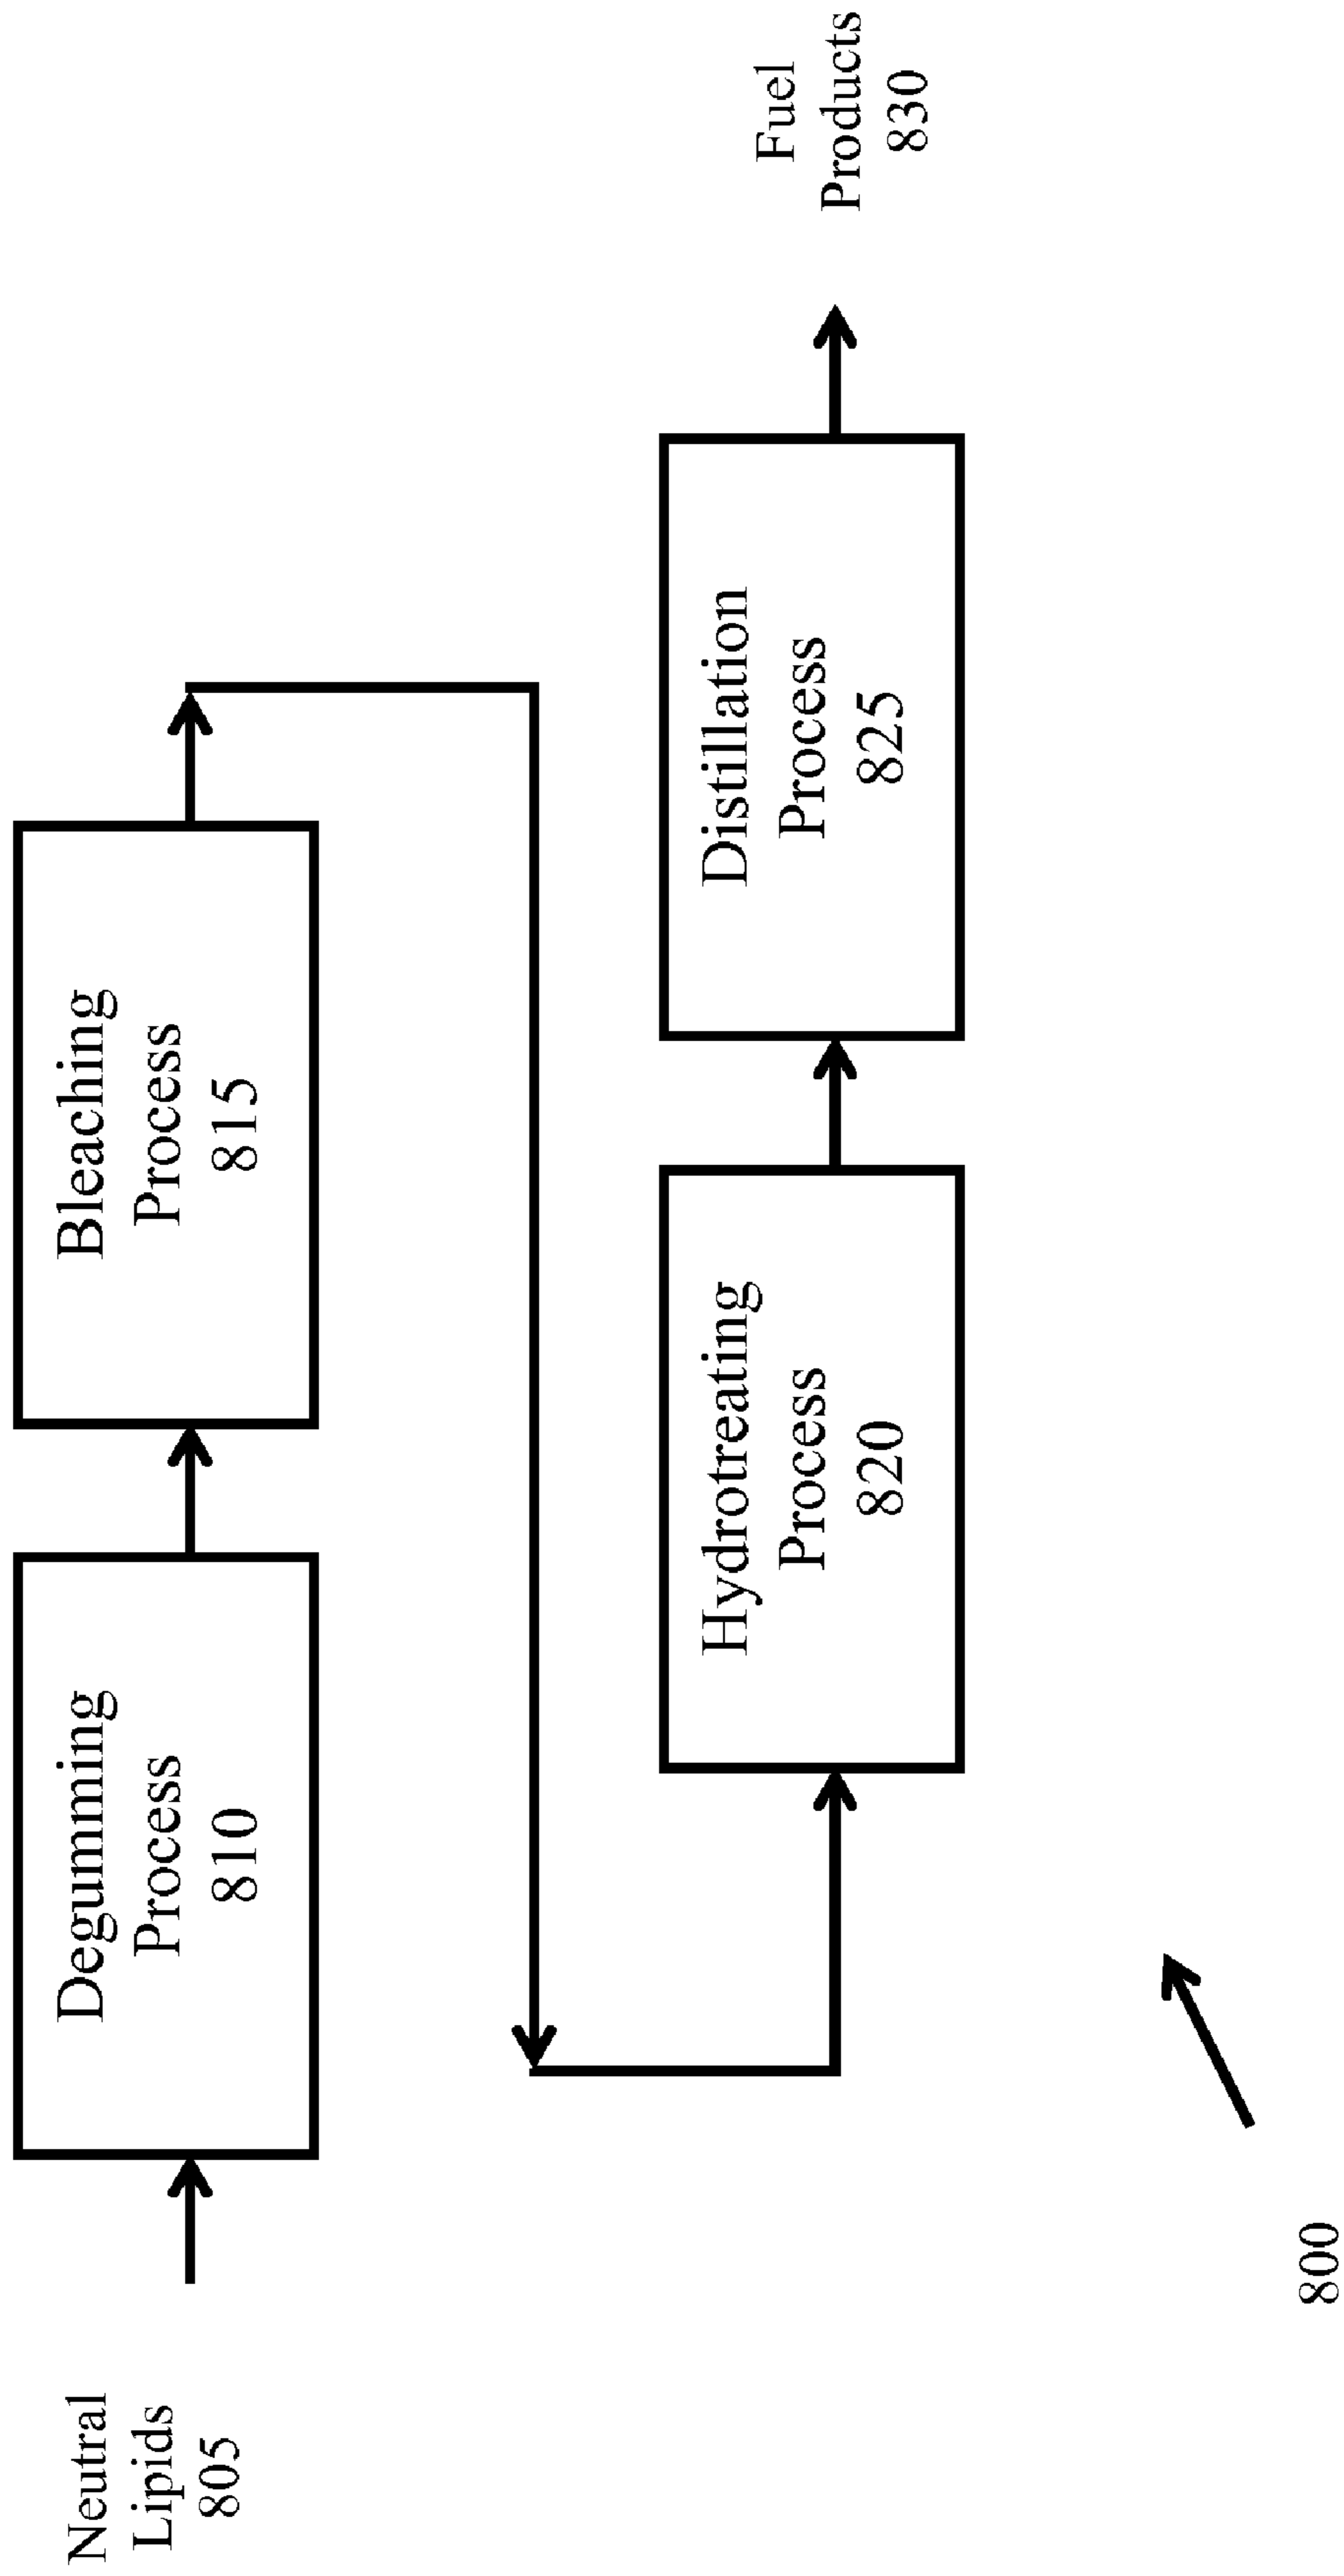 Neutral
Lipids
805
Degumming
Process
810
Bleaching
Process
815
Hydrotreating
Process
820
Distillation
Process
825
Fuel
Products
830
800